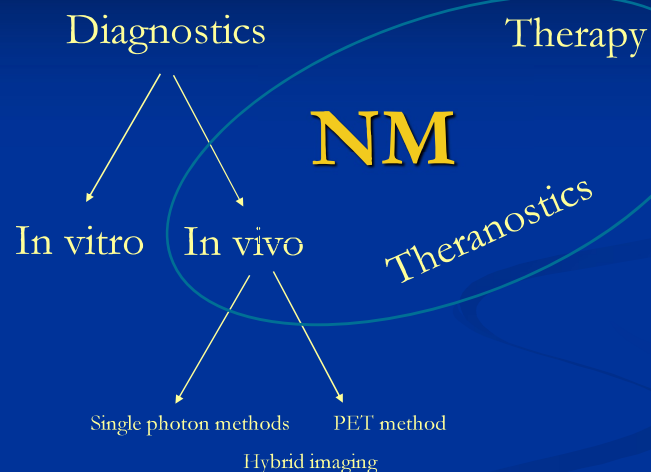 Diagnostics
Therapy
NM
Theranostics
In vitro
In vivo
Single photon methods
PET method
Hybrid imaging